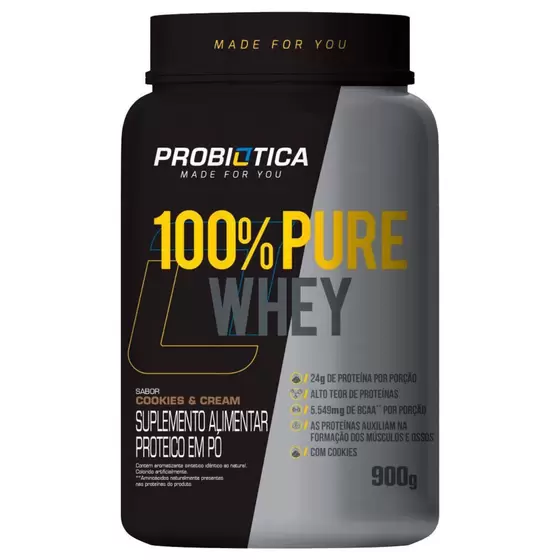 MADE FOR YOU
PROBIOTICA
MADE FOR YOU
100% PURE
WHEY
SABOR
COOKIES & CREAM
SUPLEMENTO ALIMENTAR
PROTEICO EM PÓ
Contém aromatizante sintético idêntico ao natural.
Colorido artificialmente.
**Aminoácidos naturalmente presentes
nas proteínas do produto.
24g DE PROTEÍNA POR PORÇÃO
ALTO TEOR DE PROTEÍNAS
5.549mg DE BCAA** POR PORÇÃO
AS PROTEÍNAS AUXILIAM NA
FORMAÇÃO DOS MÚSCULOS E OSSOS
COM COOKIES
900g